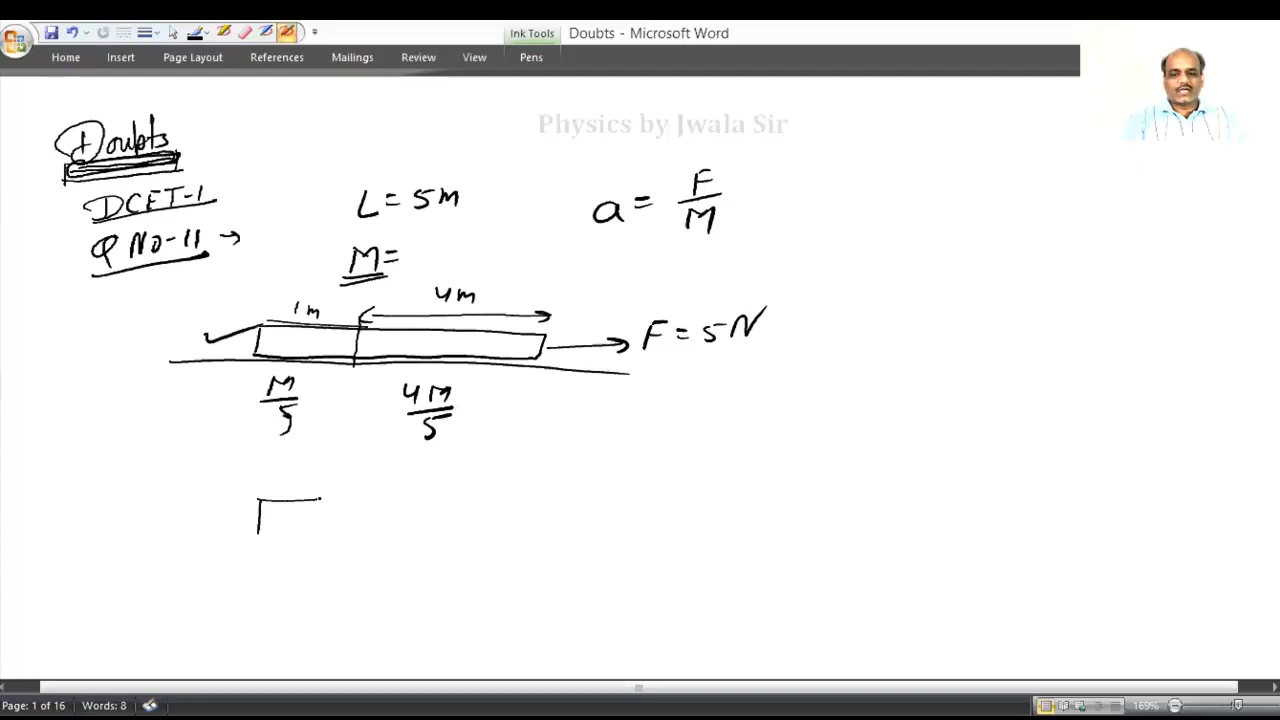 Ink Tools
Doubts - Microsoft Word
Home Insert Page Layout References Mailings Review View Pens
Physics by Jwala Sir
Doubts
DCET-1
Q NO-11 →
L = 5m
M =
a = F/M
1m
4m
F = 5N
M/5
4M/5
Page: 1 of 16 Words: 8
169%